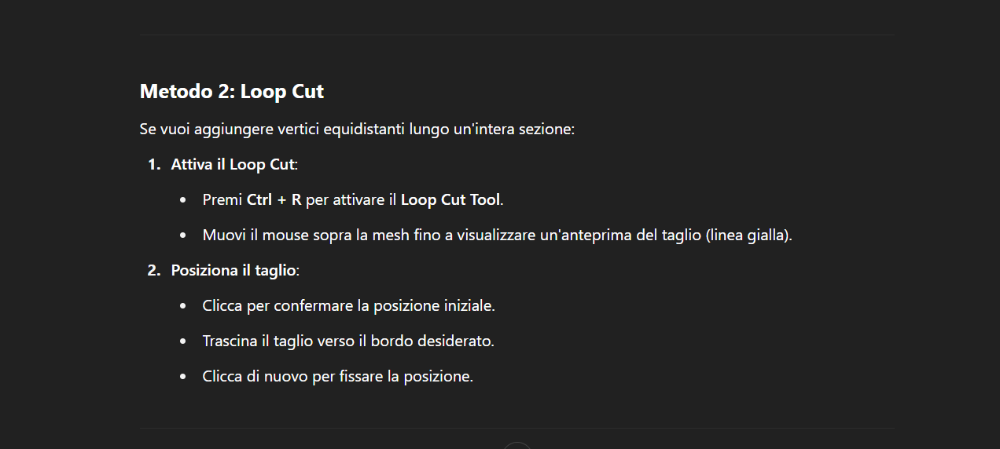 Metodo 2: Loop Cut
Se vuoi aggiungere vertici equidistanti lungo un'intera sezione:
1. Attiva il Loop Cut:
• Premi Ctrl + R per attivare il Loop Cut Tool.
• Muovi il mouse sopra la mesh fino a visualizzare un'anteprima del taglio (linea gialla).
2. Posiziona il taglio:
• Clicca per confermare la posizione iniziale.
• Trascina il taglio verso il bordo desiderato.
• Clicca di nuovo per fissare la posizione.